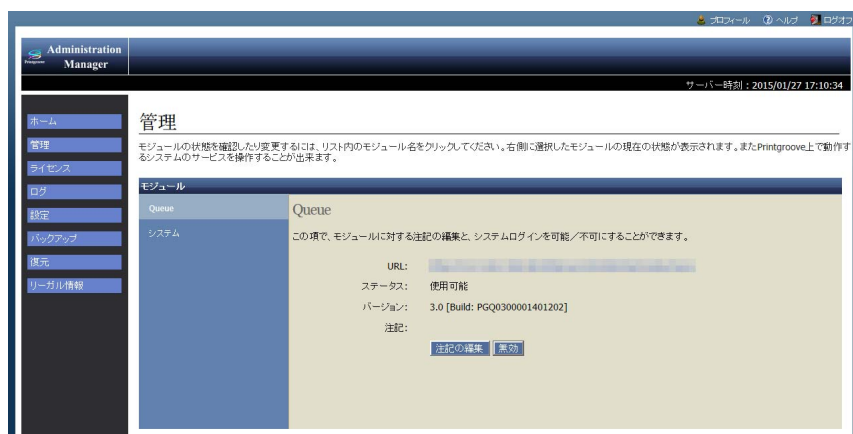 プロフィール ヘルプ ログオフ
Administration
Manager
Printgroove
サーバー時刻：2015/01/27 17:10:34
ホーム
管理
ライセンス
ログ
設定
バックアップ
復元
リーガル情報
管理
モジュールの状態を確認したり変更するには、リスト内のモジュール名をクリックしてください。右側に選択したモジュールの現在の状態が表示されます。またPrintgroove上で動作す
るシステムのサービスを操作することが出来ます。
モジュール
Queue
システム
Queue
この項で、モジュールに対する注記の編集と、システムログインを可能／不可にすることができます。
URL:
ステータス: 使用可能
バージョン: 3.0 [Build: PGQ0300001401202]
注記:
注記の編集 無効